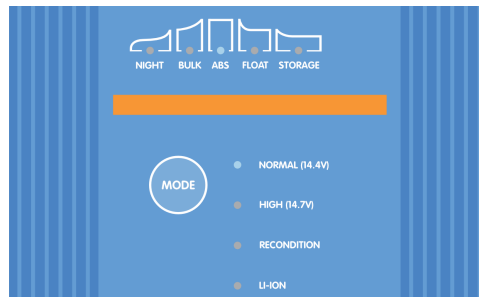 NIGHT BULK ABS FLOAT STORAGE
MODE
NORMAL (14.4V)
HIGH (14.7V)
RECONDITION
LI-ION